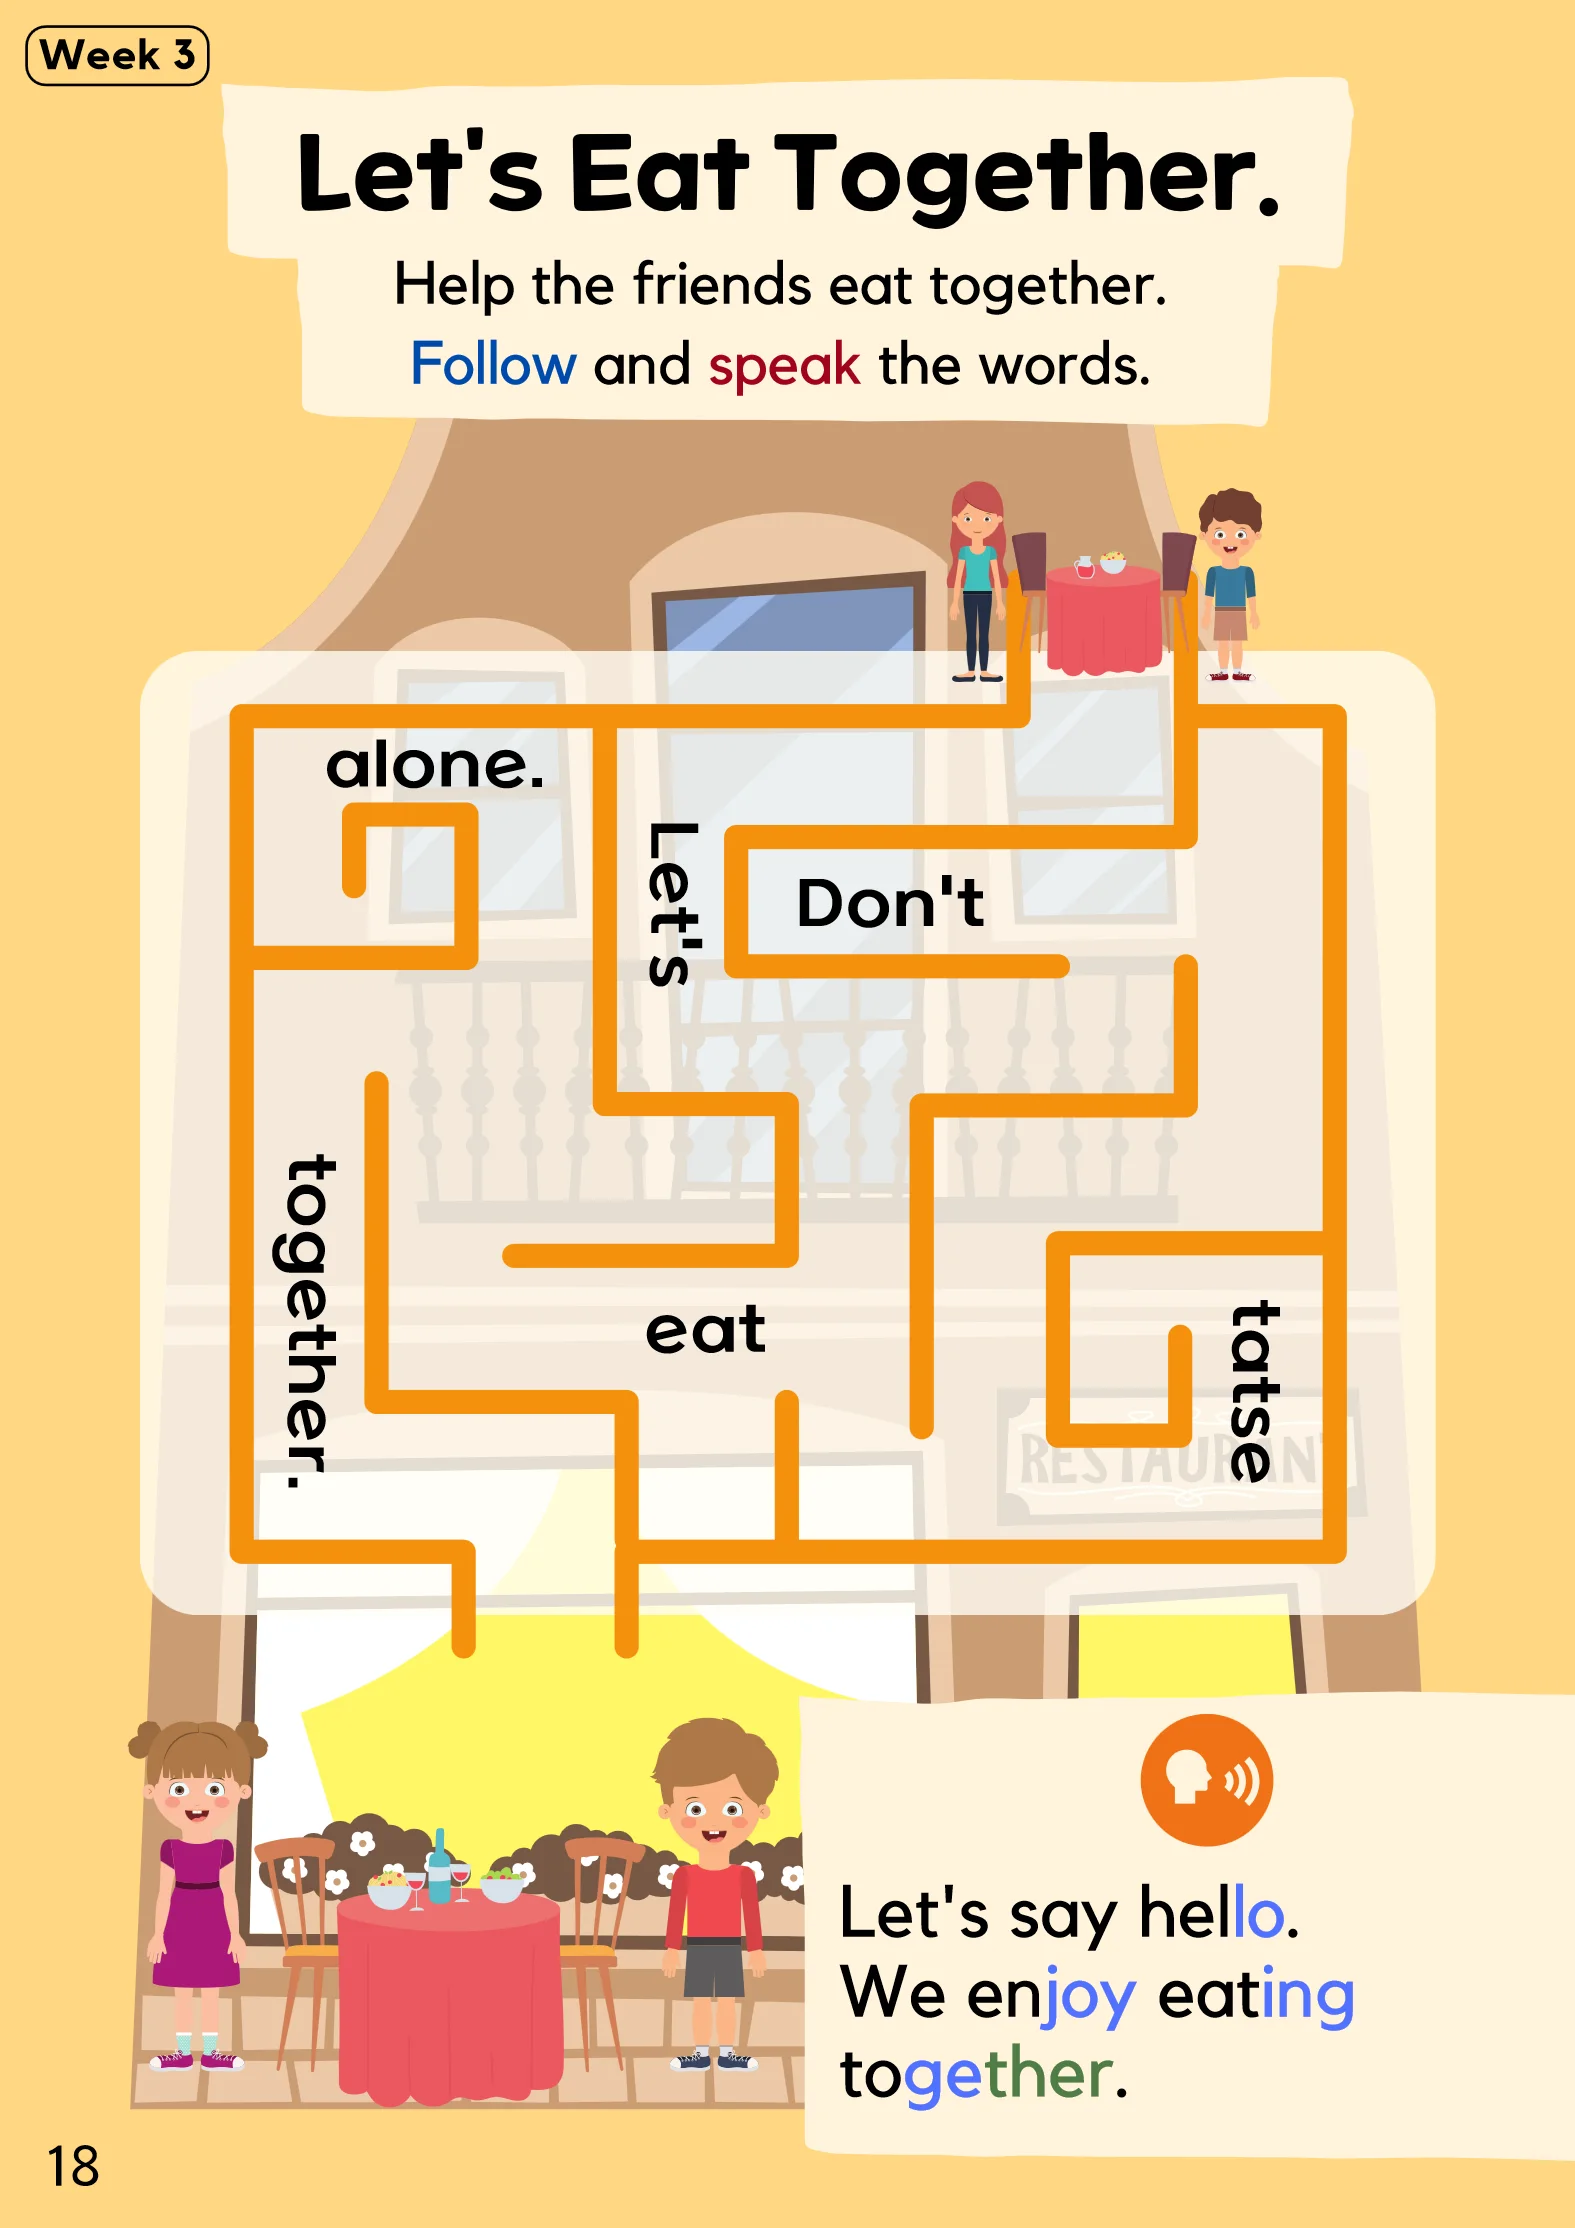 Week 3
Let's Eat Together.
Help the friends eat together.
Follow and speak the words.
alone.
Let's
Don't
together.
eat
tatse
RESTAURANT
Let's say hello.
We enjoy eating
together.
18